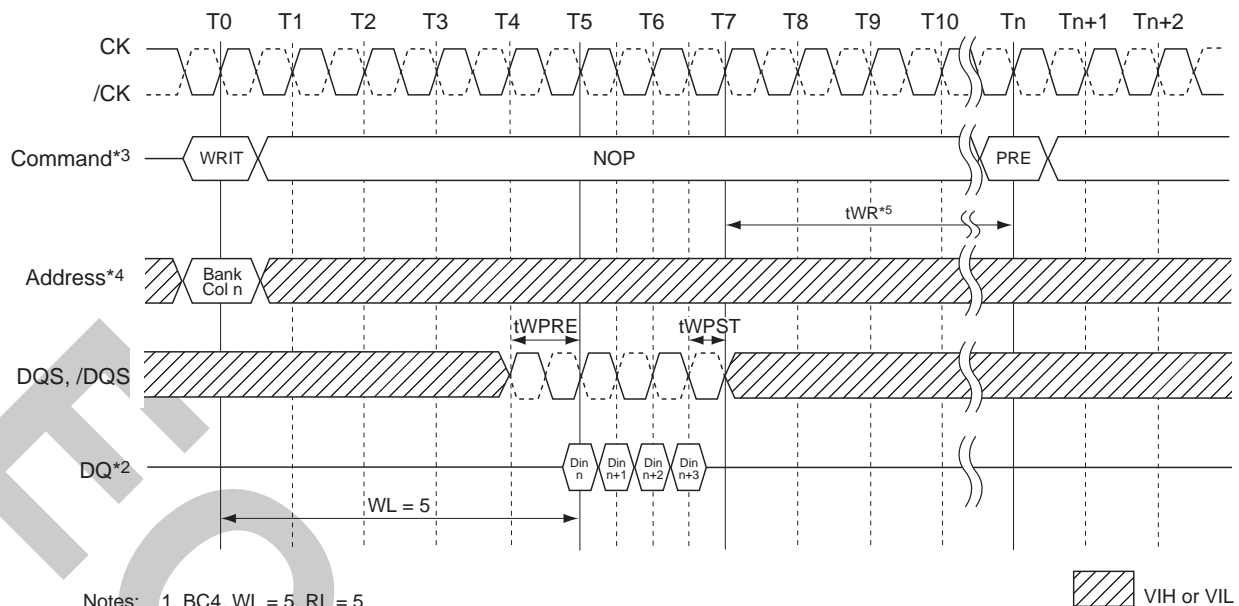 T0 T1 T2 T3 T4 T5 T6 T7 T8 T9 T10 Tn Tn+1 Tn+2
CK
/CK
Command*3 WRIT NOP PRE
tWR*5
Address*4 Bank
Col n
tWPRE tWPST
DQS, /DQS
DQ*2 Din
n Din
n+1 Din
n+2 Din
n+3
WL = 5
VIH or VIL
Notes: 1. BC4, WL = 5, RL = 5.